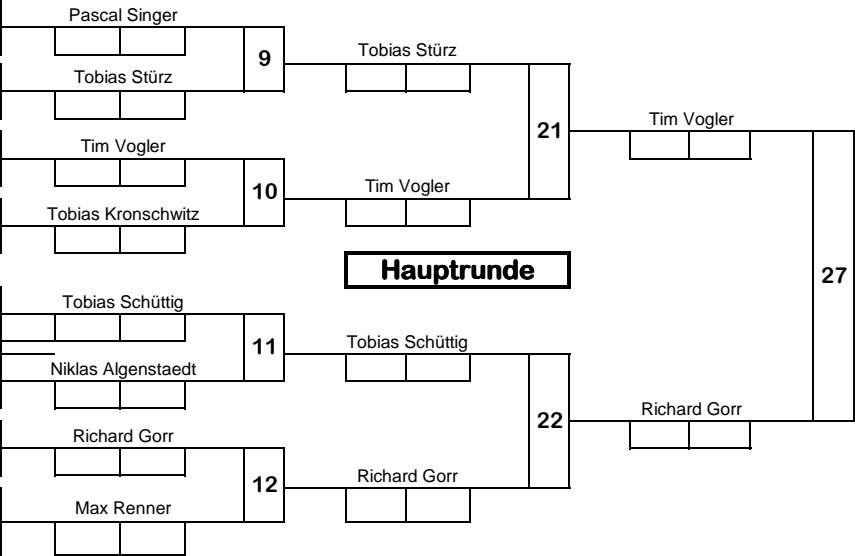 Pascal Singer
9
Tobias Stürz
Tobias Stürz
21
Tim Vogler
Tim Vogler
10
Tim Vogler
Tobias Kronschwitz
Hauptrunde
27
Tobias Schüttig
11
Tobias Schüttig
Niklas Algenstaedt
22
Richard Gorr
Richard Gorr
12
Richard Gorr
Max Renner